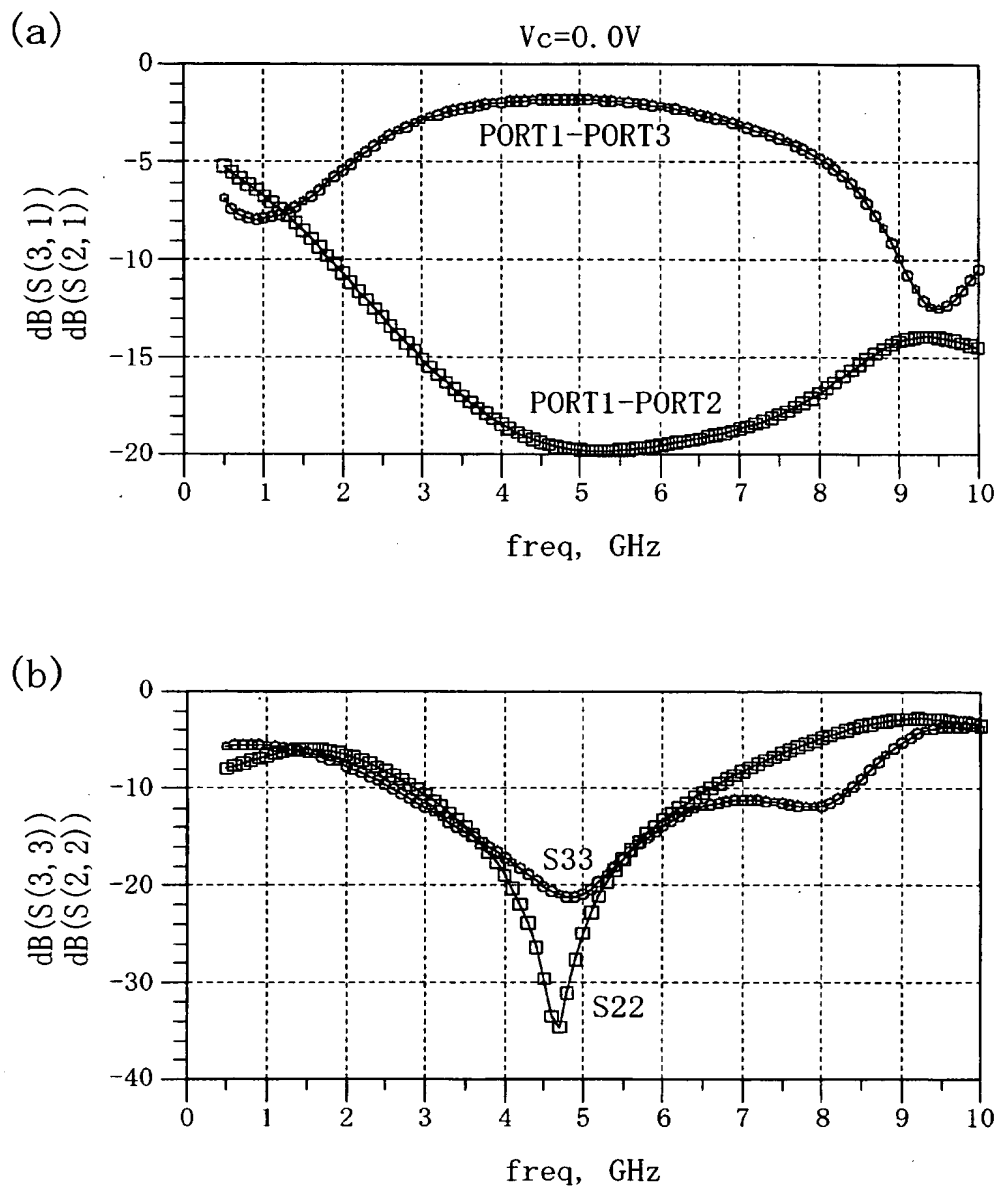 (a)
Vc=0.0V
0
-5
-10
-15
-20
dB(S(3,1))
dB(S(2,1))
PORT1-PORT3
PORT1-PORT2
0 1 2 3 4 5 6 7 8 9 10
freq, GHz
(b)
0
-10
-20
-30
-40
dB(S(3,3))
dB(S(2,2))
S33
S22
0 1 2 3 4 5 6 7 8 9 10
freq, GHz